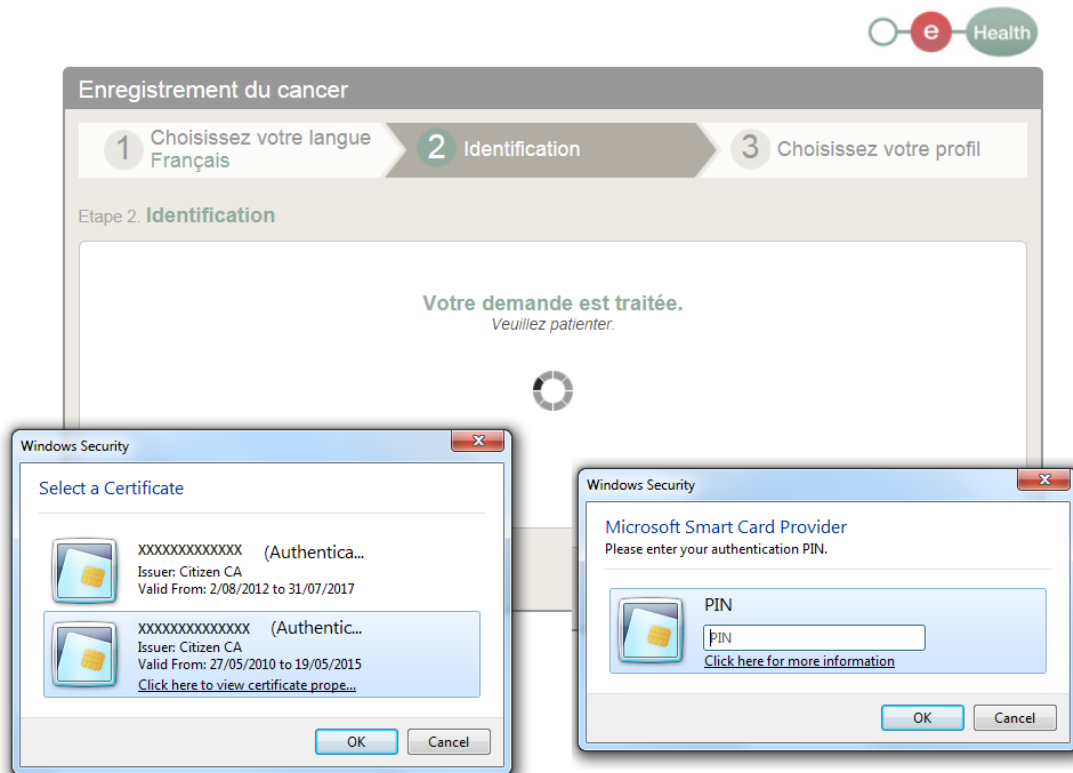 e Health
Enregistrement du cancer
1 Choisissez votre langue
Français
2 Identification
3 Choisissez votre profil
Etape 2. Identification
Votre demande est traitée.
Veuillez patienter.
Windows Security
Select a Certificate
XXXXXXXXXXXXX (Authentica...
Issuer: Citizen CA
Valid From: 2/08/2012 to 31/07/2017
XXXXXXXXXXXXXX (Authentic...
Issuer: Citizen CA
Valid From: 27/05/2010 to 19/05/2015
Click here to view certificate prope...
OK Cancel
Windows Security
Microsoft Smart Card Provider
Please enter your authentication PIN.
PIN
PIN
Click here for more information
OK Cancel